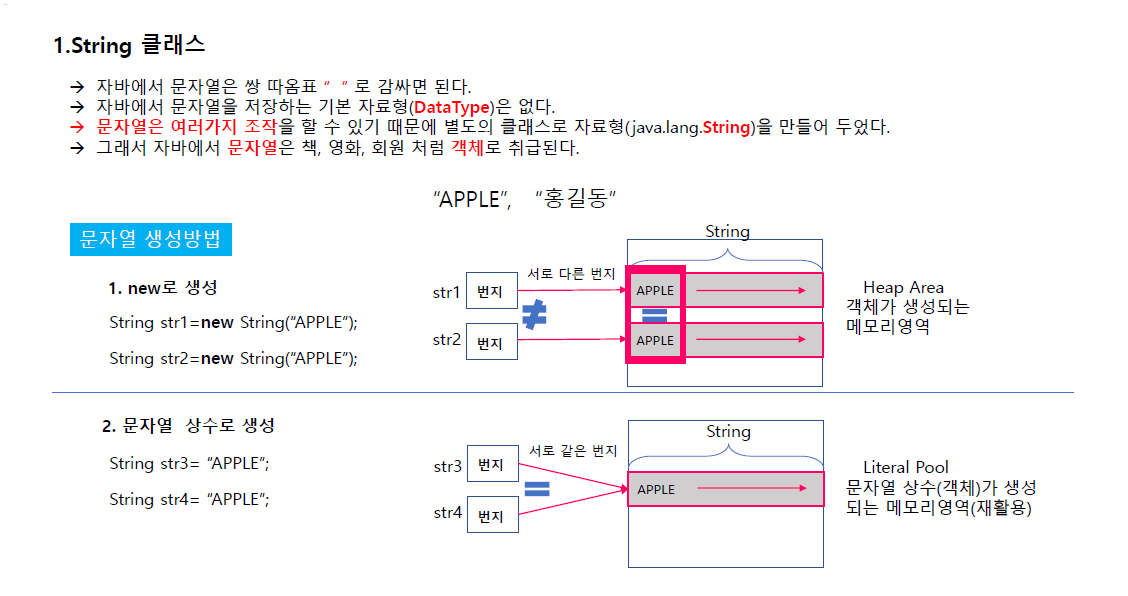 1.String 클래스
→ 자바에서 문자열은 쌍 따옴표 “ “ 로 감싸면 된다.
→ 자바에서 문자열을 저장하는 기본 자료형(DataType)은 없다.
→ 문자열은 여러가지 조작을 할 수 있기 때문에 별도의 클래스로 자료형(java.lang.String)을 만들어 두었다.
→ 그래서 자바에서 문자열은 책, 영화, 회원 처럼 객체로 취급된다.
“APPLE”, “홍길동”
문자열 생성방법
String
1. new로 생성
String str1=new String(“APPLE”);
String str2=new String(“APPLE”);
서로 다른 번지
str1 번지
≠
str2 번지
APPLE
=
APPLE
Heap Area
객체가 생성되는
메모리영역
2. 문자열 상수로 생성
String str3= “APPLE”;
String str4= “APPLE”;
String
서로 같은 번지
str3 번지
=
str4 번지
APPLE
Literal Pool
문자열 상수(객체)가 생성
되는 메모리영역(재활용)